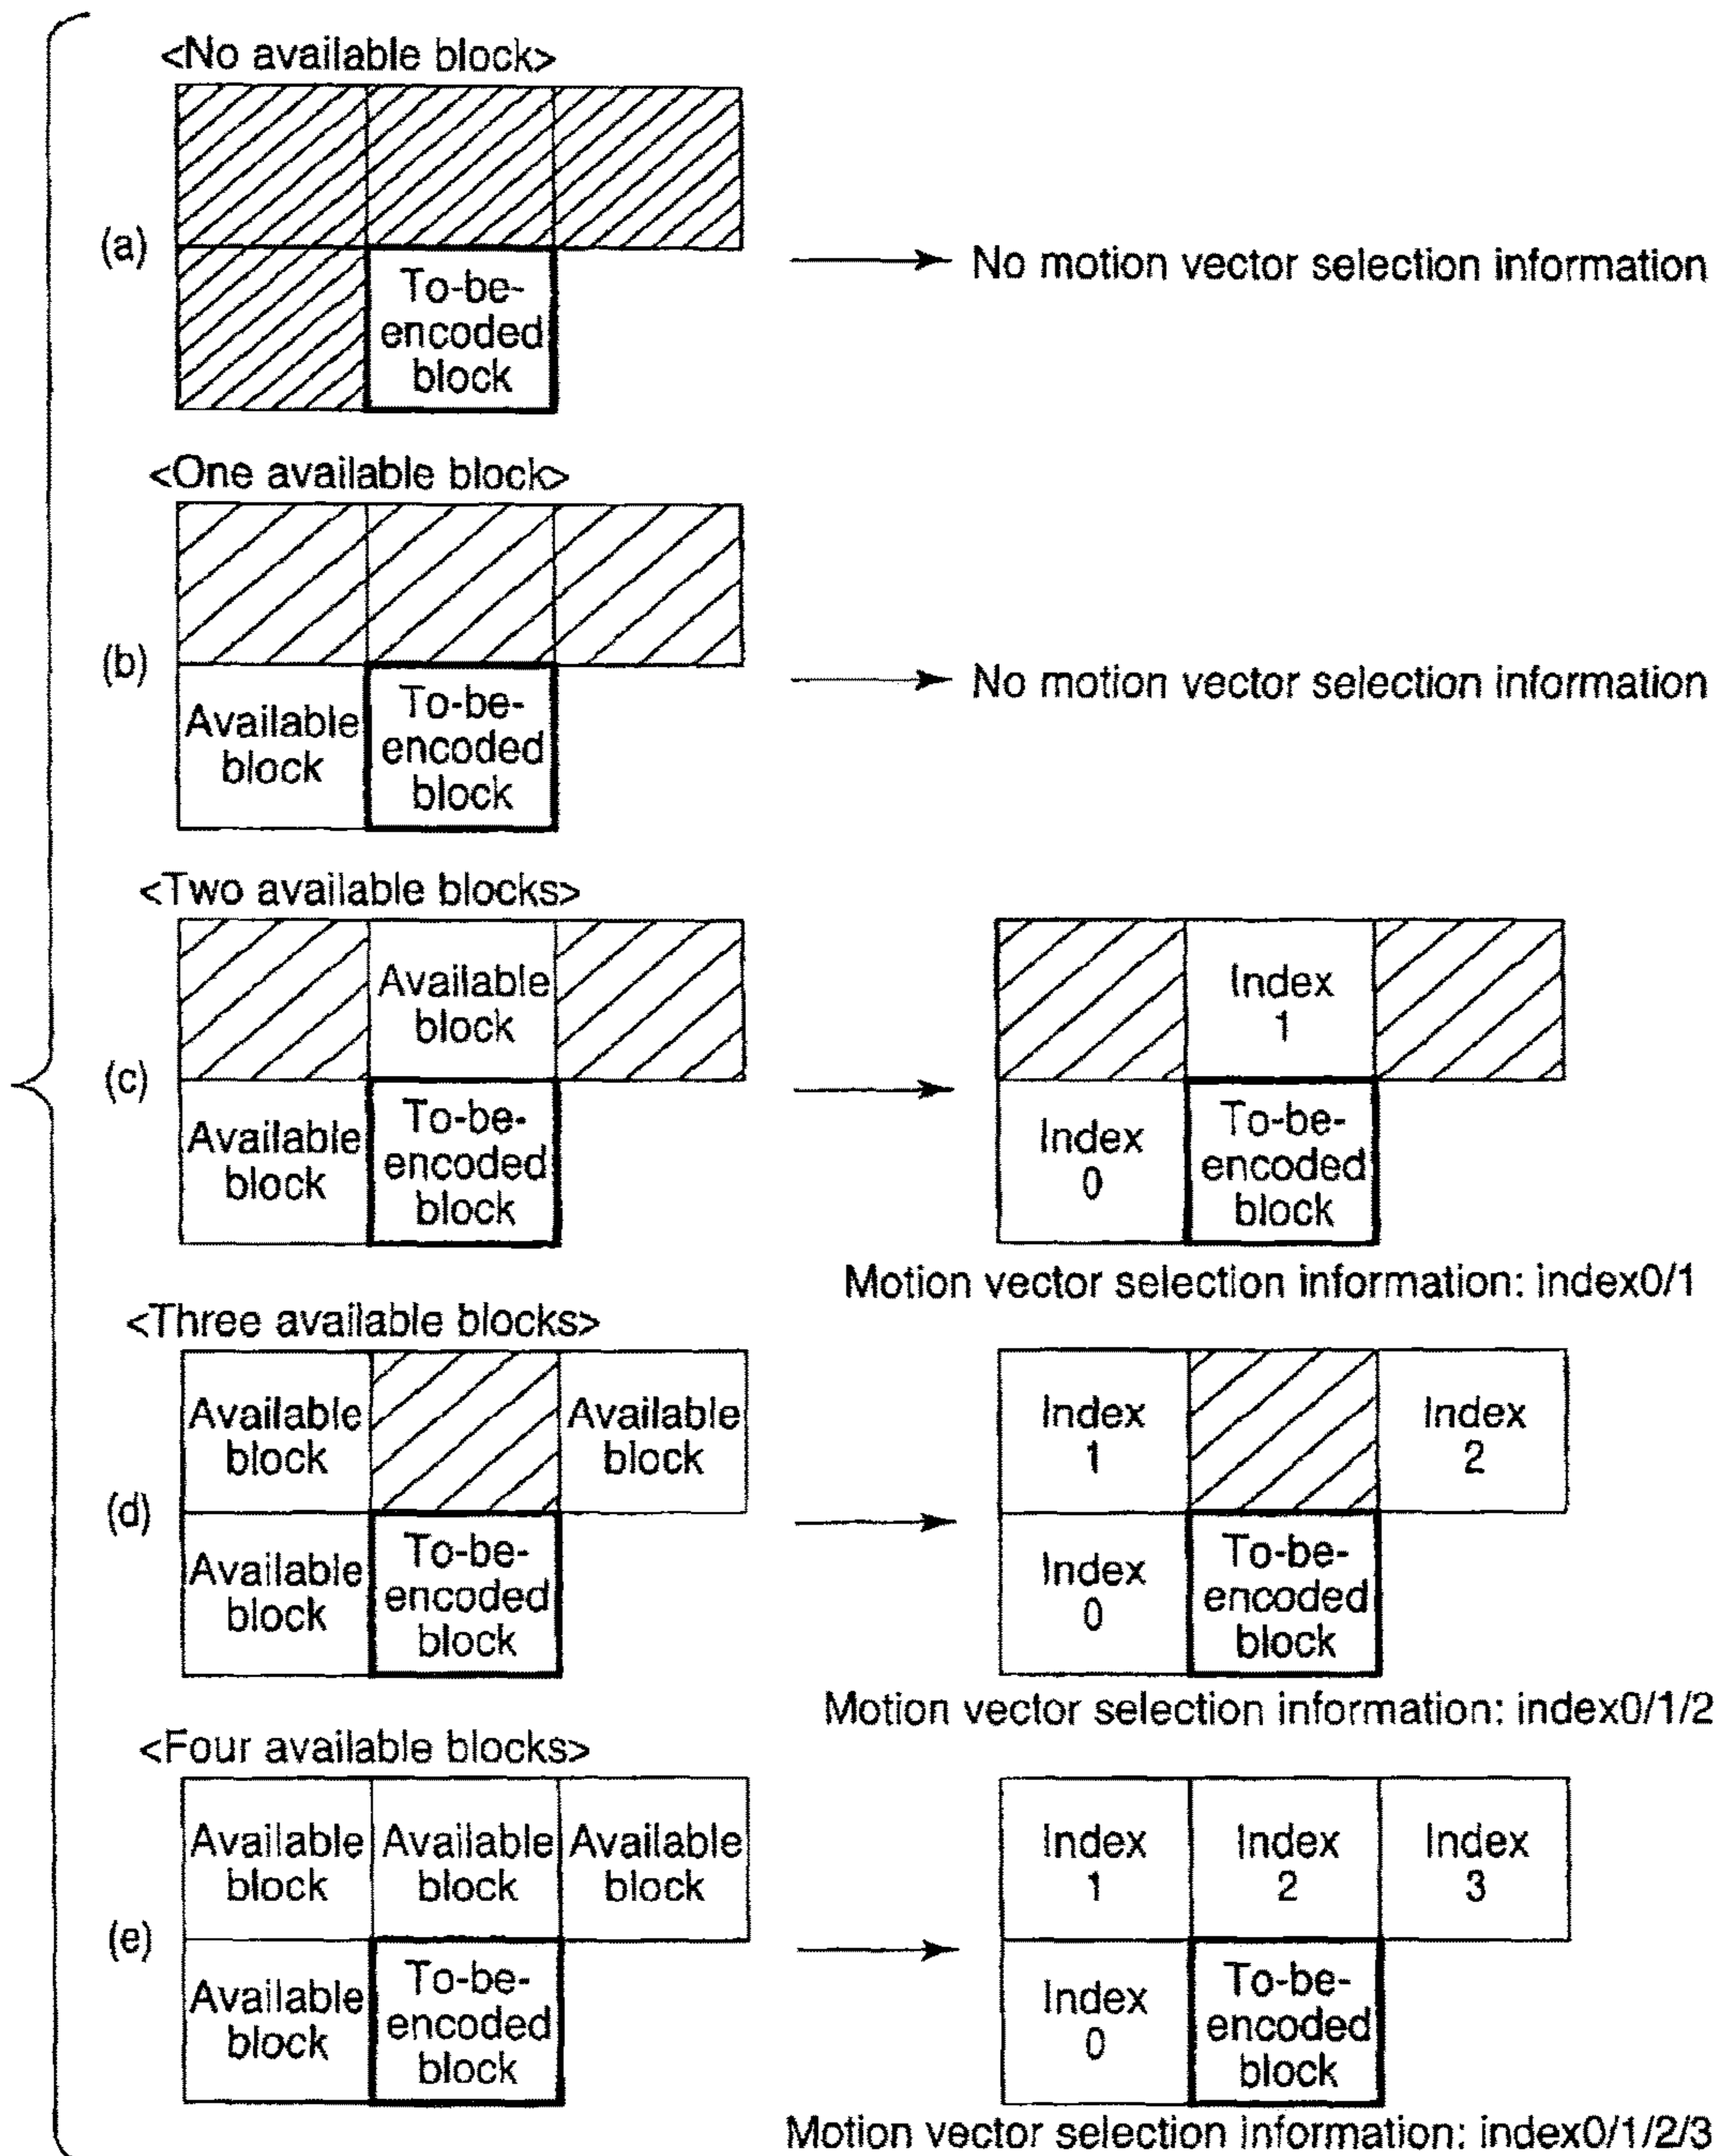 <No available block>
(a)
To-be-
encoded
block
No motion vector selection information
<One available block>
(b)
Available
block
To-be-
encoded
block
No motion vector selection information
<Two available blocks>
Available
block
(c)
Available
block
To-be-
encoded
block
Index
1
Index
0
To-be-
encoded
block
Motion vector selection information: index0/1
<Three available blocks>
Available
block
Available
block
(d)
Available
block
To-be-
encoded
block
Index
1
Index
2
Index
0
To-be-
encoded
block
Motion vector selection information: index0/1/2
<Four available blocks>
Available
block
Available
block
Available
block
(e)
Available
block
To-be-
encoded
block
Index
1
Index
2
Index
3
Index
0
To-be-
encoded
block
Motion vector selection information: index0/1/2/3